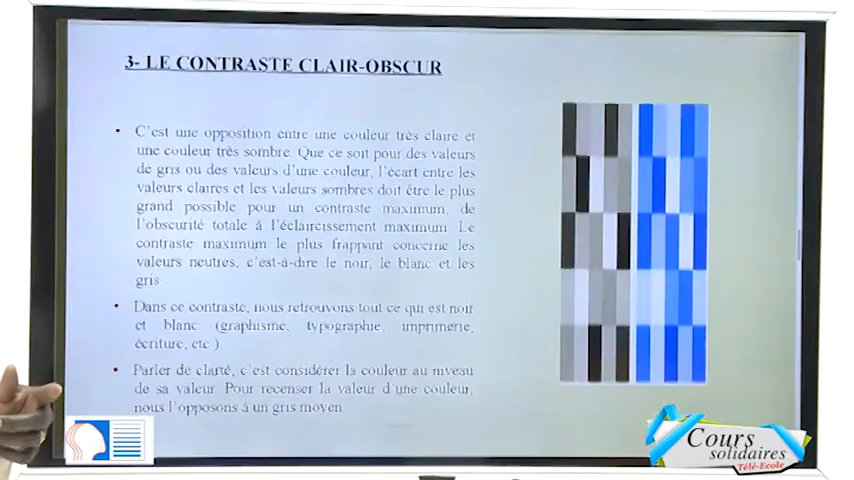 3- LE CONTRASTE CLAIR-OBSCUR
• C'est une opposition entre une couleur très claire et
une couleur très sombre. Que ce soit pour des valeurs
de gris ou des valeurs d'une couleur, l'écart entre les
valeurs claires et les valeurs sombres doit être le plus
grand possible pour un contraste maximum, de
l'obscurité totale à l'éclaircissement maximum. Le
contraste maximum le plus frappant concerne les
valeurs neutres, c'est-à-dire le noir, le blanc et les
gris.
• Dans ce contraste, nous retrouvons tout ce qui est noir
et blanc (graphisme, typographie, imprimerie,
écriture, etc.)
• Parler de clarté, c'est considérer la couleur au niveau
de sa valeur. Pour recenser la valeur d'une couleur,
nous l'opposons à un gris moyen.
Cours
solidaires
Télé-Ecole